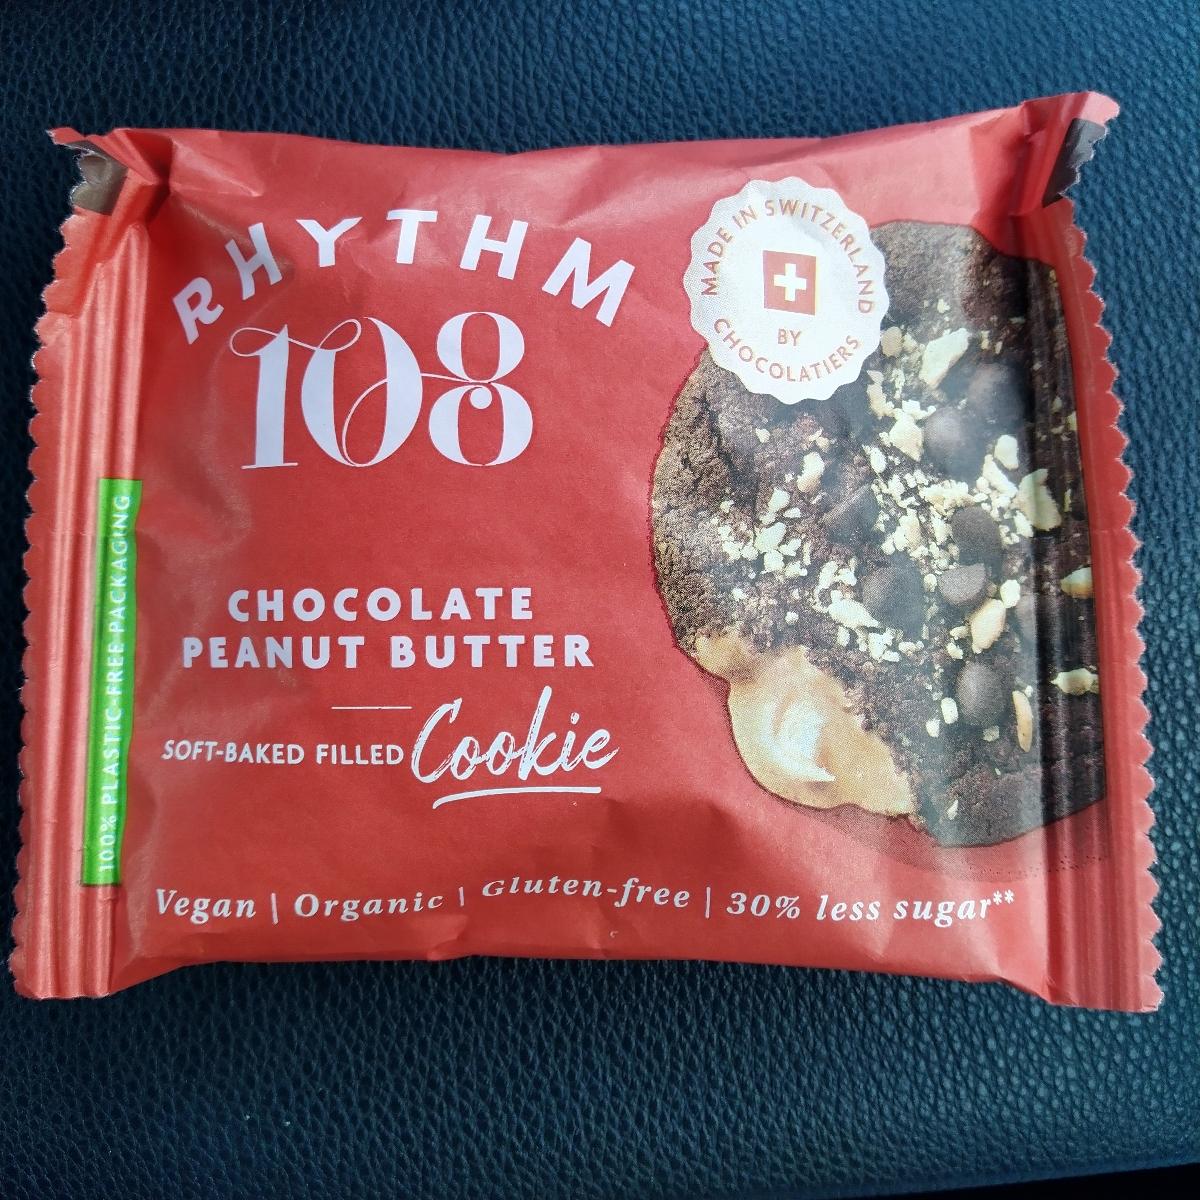 RHYTHM
108
MADE IN SWITZERLAND
BY
CHOCOLATIERS
CHOCOLATE
PEANUT BUTTER
SOFT-BAKED FILLED Cookie
Vegan | Organic | Gluten-free | 30% less sugar**
100% PLASTIC-FREE PACKAGING